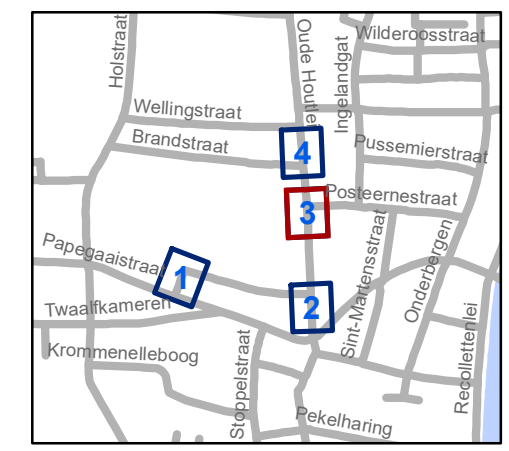 Holstraat
Oude Houtlei
Ingelandgat
Wilderoosstraat
Wellingstraat
Brandstraat
4
Pussemierstraat
3
Posteernestraat
Papegaaistraat
1
2
Sint-Martensstraat
Onderbergen
Twaalfkameren
Krommenelleboog
Stoppelstraat
Recollettenlei
Pekelharing